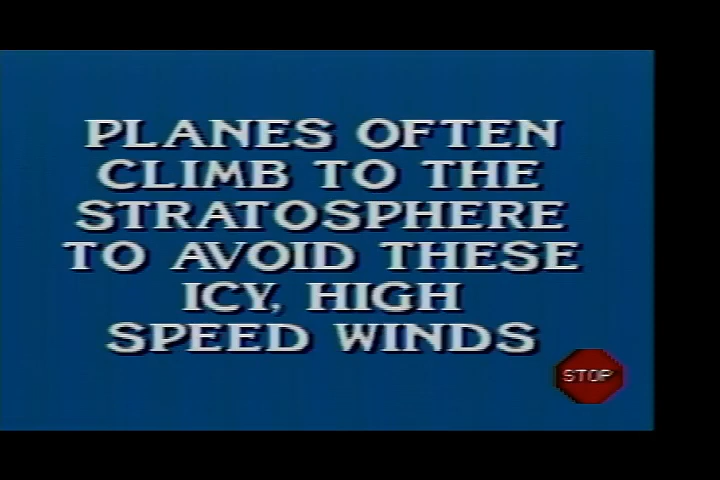 PLANES OFTEN
CLIMB TO THE
STRATOSPHERE
TO AVOID THESE
ICY, HIGH
SPEED WINDS
STOP